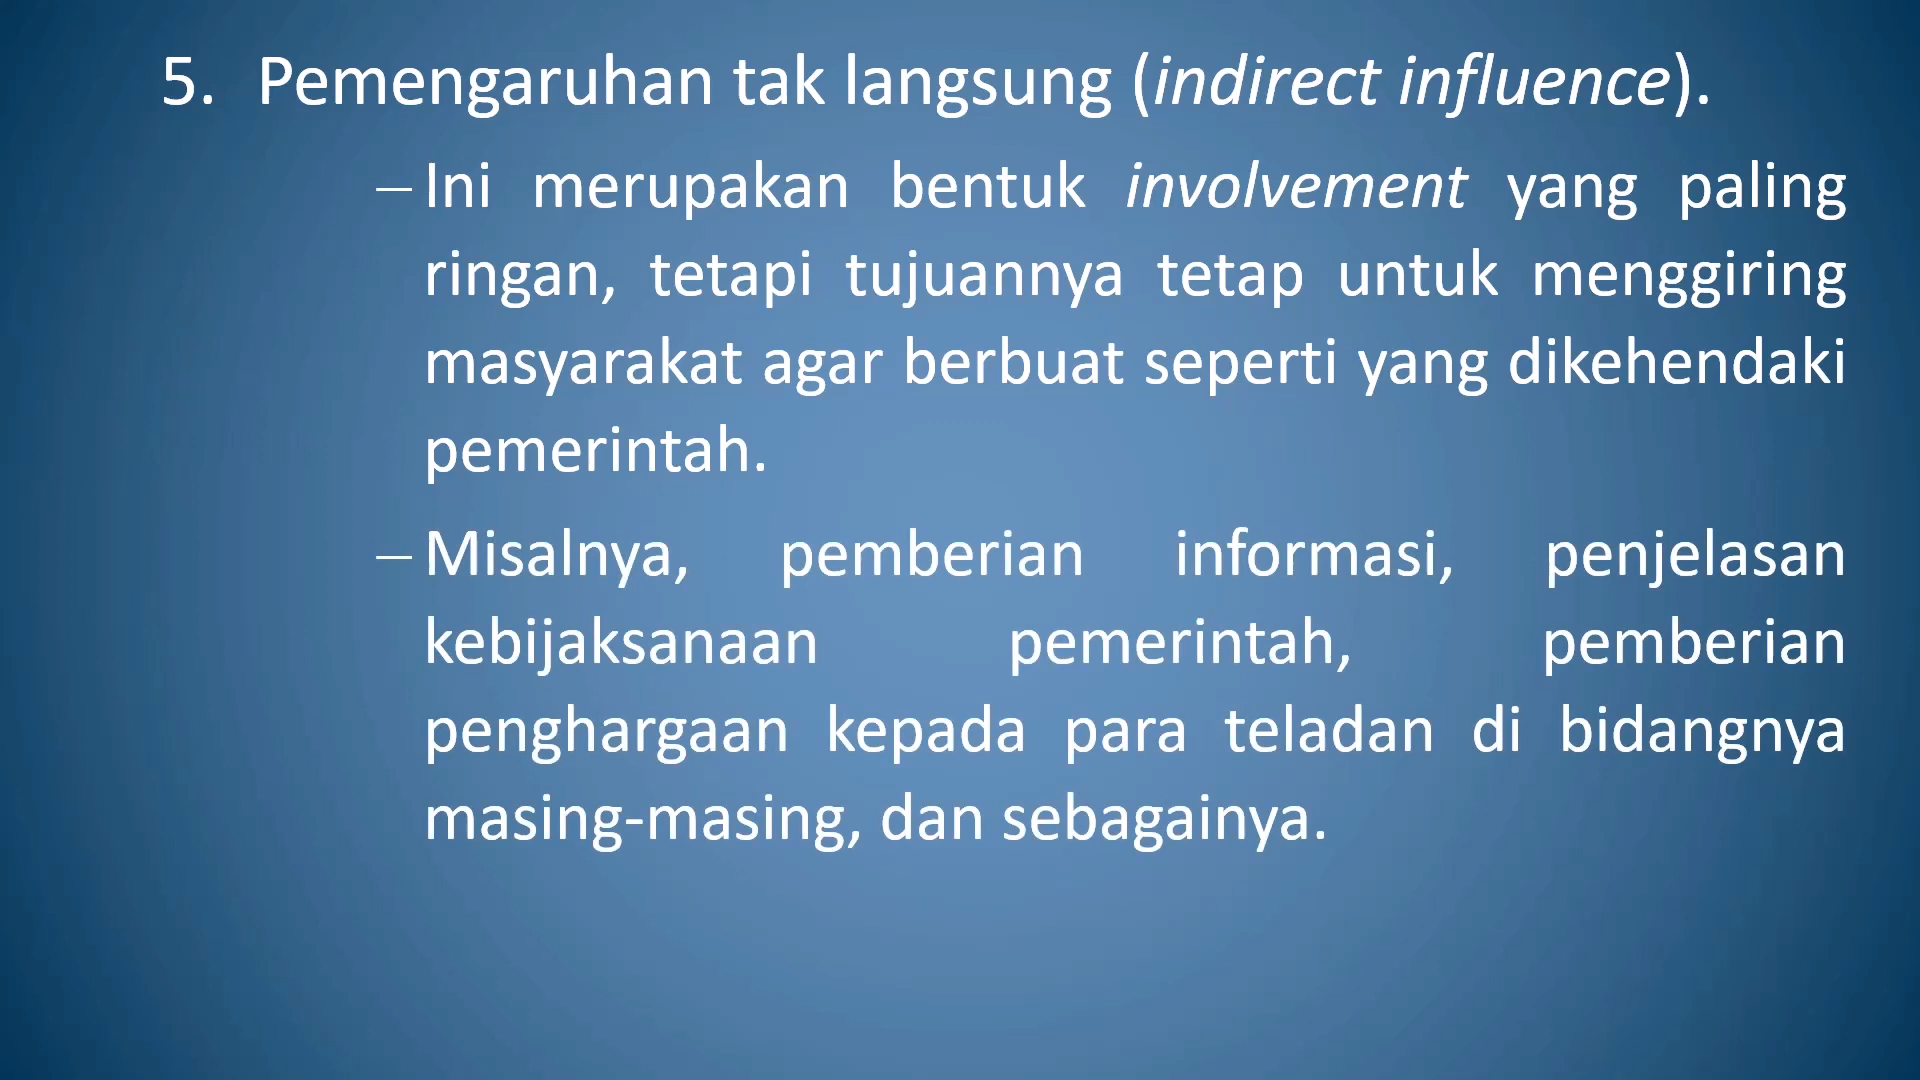 5. Pemengaruhan tak langsung (indirect influence).
– Ini merupakan bentuk involvement yang paling
ringan, tetapi tujuannya tetap untuk menggiring
masyarakat agar berbuat seperti yang dikehendaki
pemerintah.
– Misalnya, pemberian informasi, penjelasan
kebijaksanaan pemerintah, pemberian
penghargaan kepada para teladan di bidangnya
masing-masing, dan sebagainya.